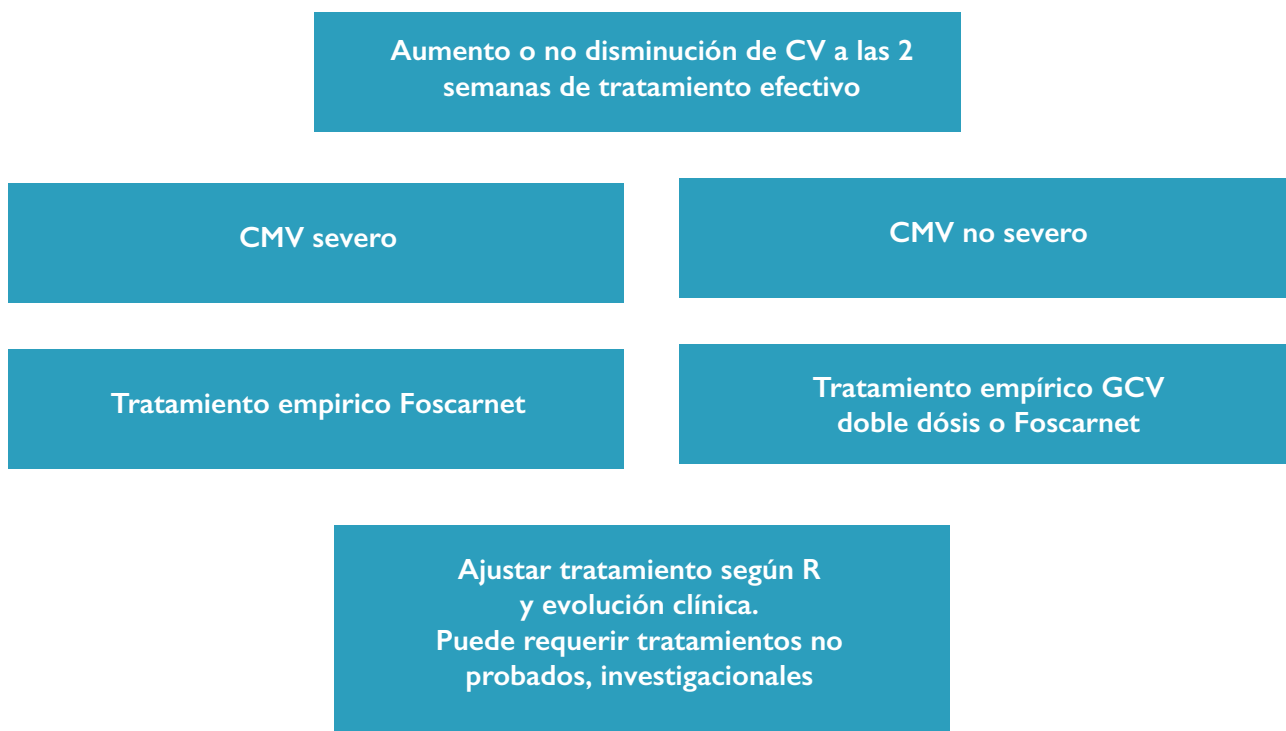 Aumento o no disminución de CV a las 2
semanas de tratamiento efectivo
CMV severo
CMV no severo
Tratamiento empirico Foscarnet
Tratamiento empírico GCV
doble dósis o Foscarnet
Ajustar tratamiento según R
y evolución clínica.
Puede requerir tratamientos no
probados, investigacionales